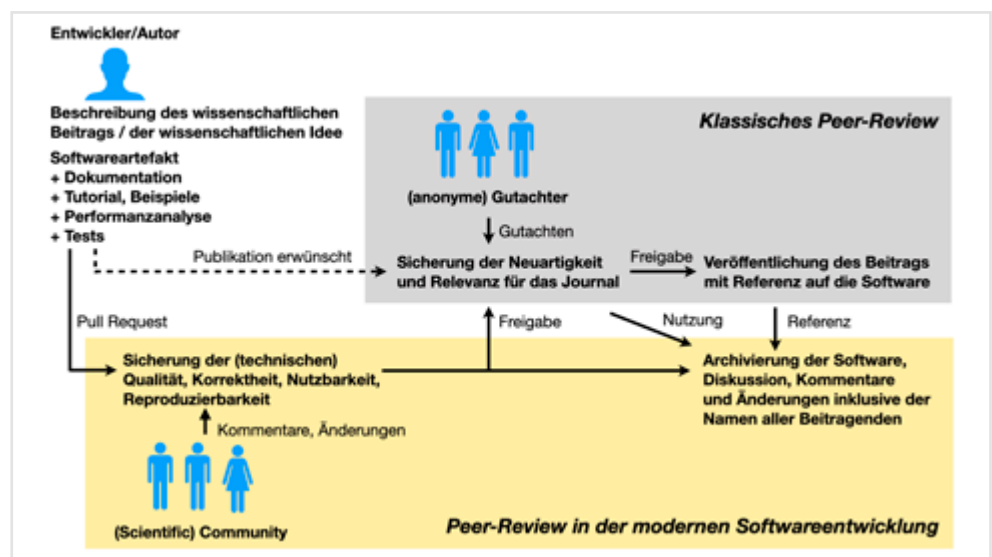 Entwickler/Autor
Beschreibung des wissenschaftlichen
Beitrags / der wissenschaftlichen Idee
Softwareartefakt
+ Dokumentation
+ Tutorial, Beispiele
+ Performanzanalyse
+ Tests
Klassisches Peer-Review
(anonyme) Gutachter
Gutachten
Publikation erwünscht
Sicherung der Neuartigkeit
und Relevanz für das Journal
Freigabe
Veröffentlichung des Beitrags
mit Referenz auf die Software
Pull Request
Freigabe
Nutzung
Referenz
Sicherung der (technischen)
Qualität, Korrektheit, Nutzbarkeit,
Reproduzierbarkeit
Archivierung der Software,
Diskussion, Kommentare
und Änderungen inklusive der
Namen aller Beitragenden
Kommentare, Änderungen
(Scientific) Community
Peer-Review in der modernen Softwareentwicklung